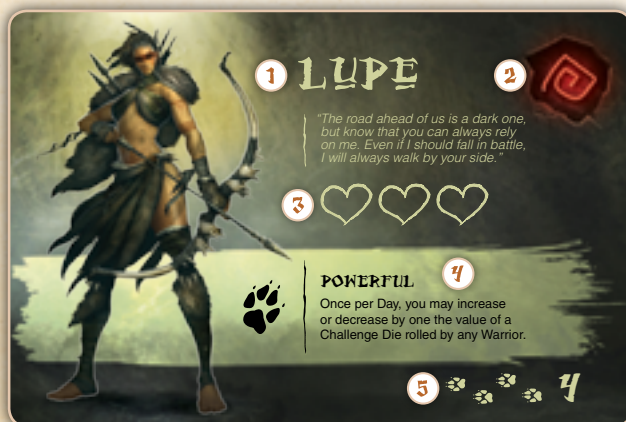 1 LUPE 2
"The road ahead of us is a dark one,
but know that you can always rely
on me. Even if I should fall in battle,
I will always walk by your side."
3
POWERFUL 4
Once per Day, you may increase
or decrease by one the value of a
Challenge Die rolled by any Warrior.
5 4